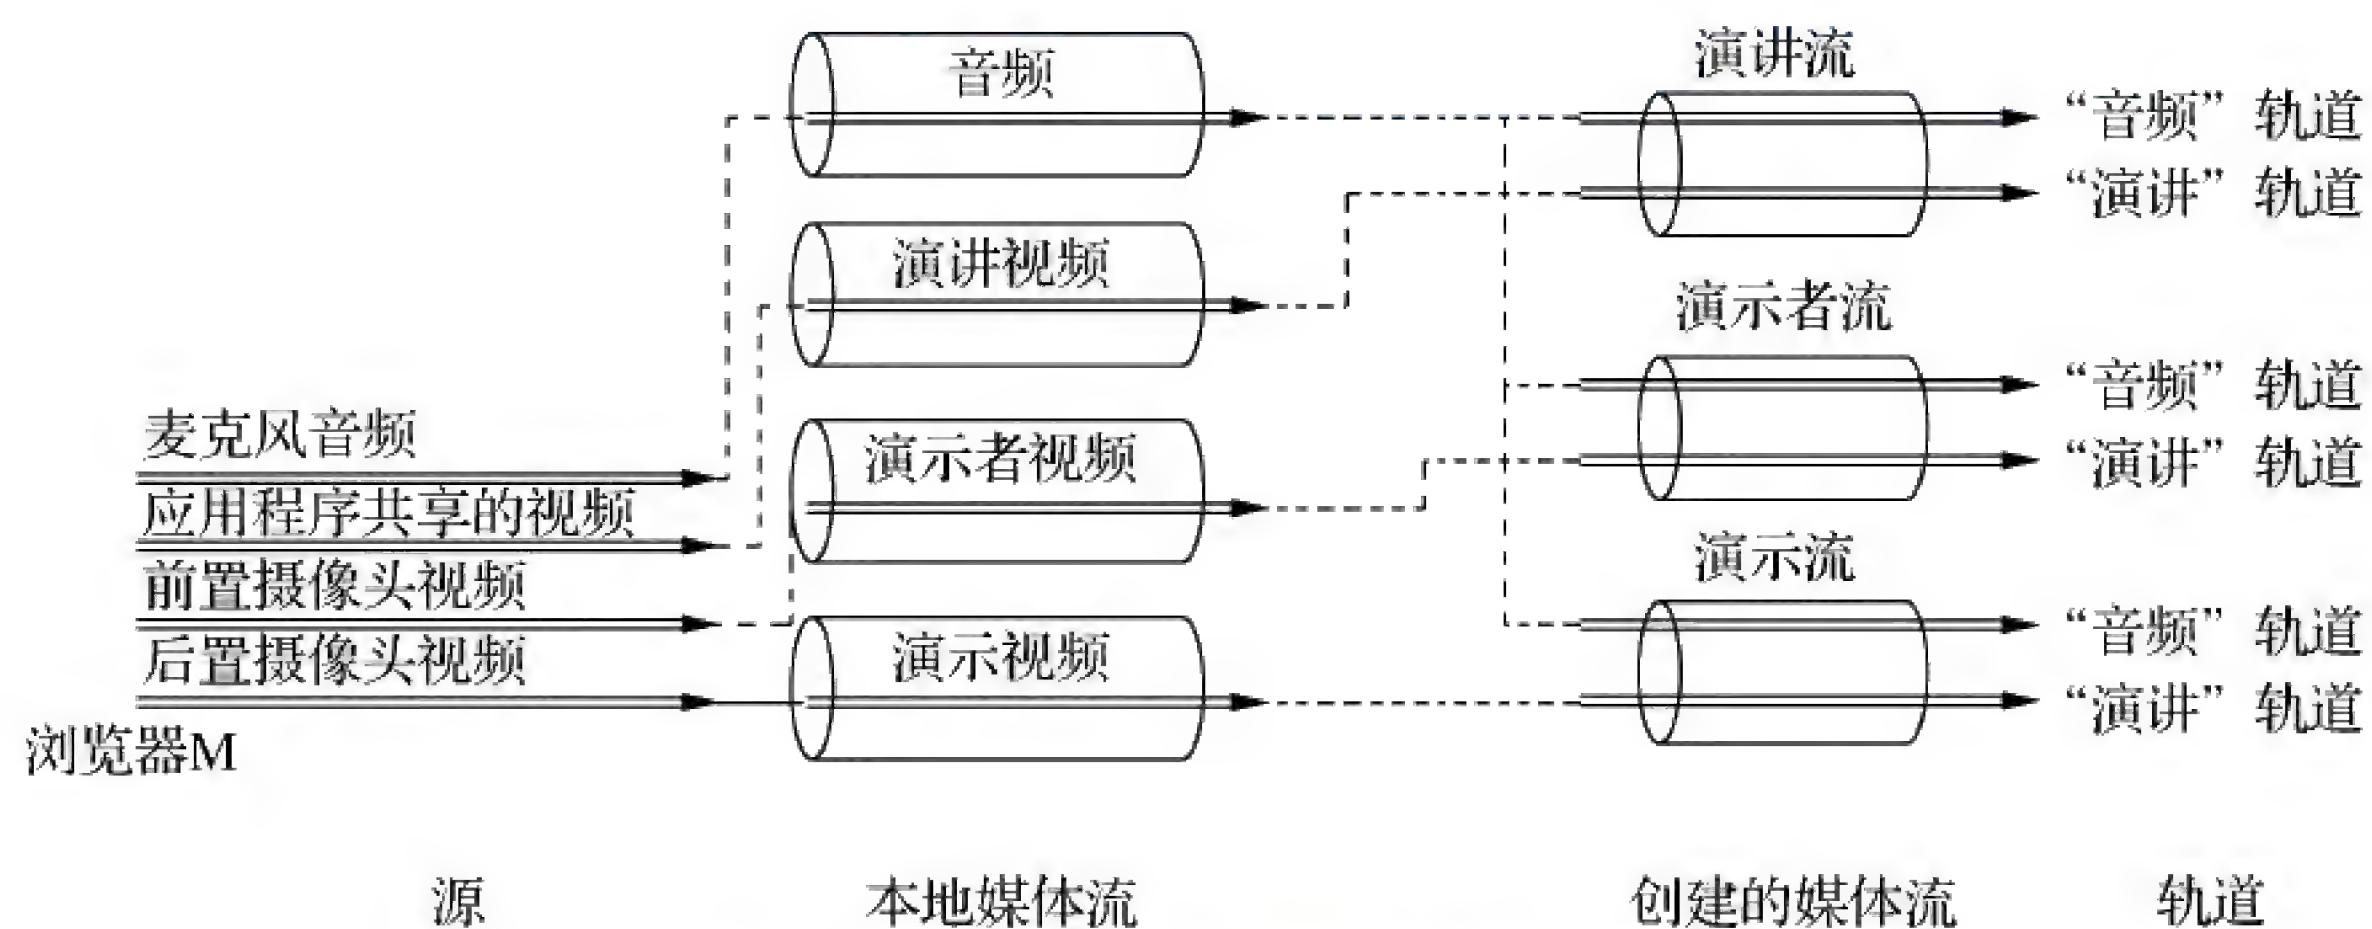 音频
演讲视频
演示者视频
演示视频
麦克风音频
应用程序共享的视频
前置摄像头视频
后置摄像头视频
浏览器M
演讲流
“音频” 轨道
“演讲” 轨道
演示者流
“音频” 轨道
“演讲” 轨道
演示流
“音频” 轨道
“演讲” 轨道
源
本地媒体流
创建的媒体流
轨道